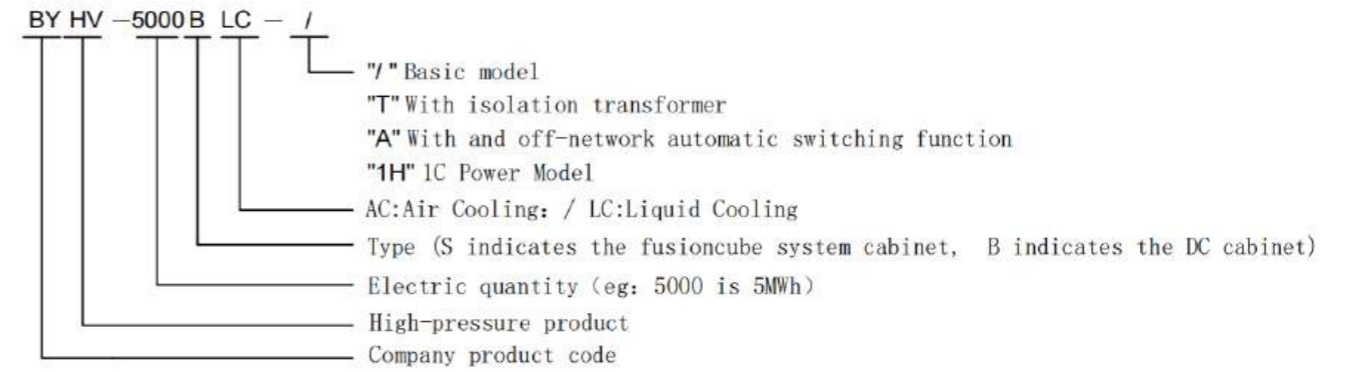 BY HV －5000 B LC － /
"/ " Basic model
"T" With isolation transformer
"A" With and off-network automatic switching function
"1H" 1C Power Model
AC:Air Cooling： / LC:Liquid Cooling
Type (S indicates the fusioncube system cabinet, B indicates the DC cabinet)
Electric quantity（eg: 5000 is 5MWh）
High-pressure product
Company product code